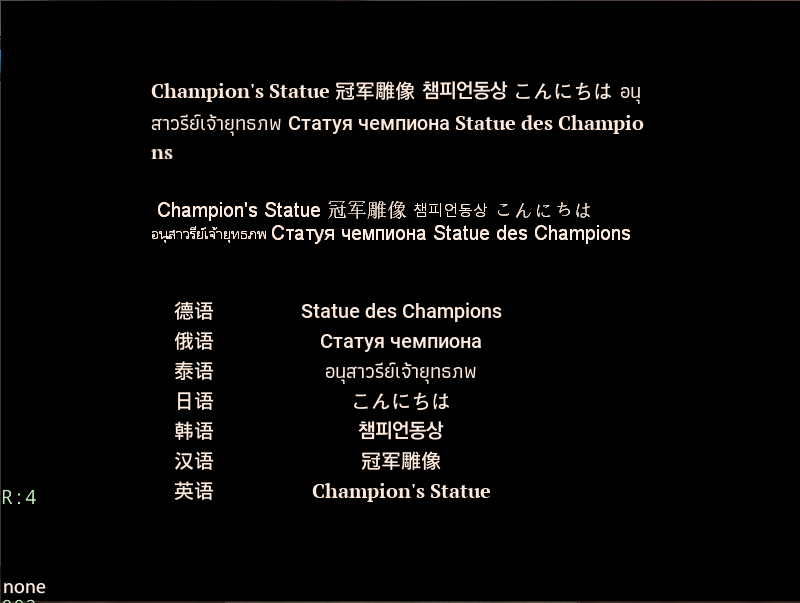 Champion's Statue 冠军雕像 챔피언동상 こんにちは อนุ
สาวรีย์เจ้ายุทธภพ Статуя чемпиона Statue des Champio
ns
Champion's Statue 冠军雕像 챔피언동상 こんにちは
อนุสาวรีย์เจ้ายุทธภพ Статуя чемпиона Statue des Champions
德语 Statue des Champions
俄语 Статуя чемпиона
泰语 อนุสาวรีย์เจ้ายุทธภพ
日语 こんにちは
韩语 챔피언동상
汉语 冠军雕像
英语 Champion's Statue
R:4
none